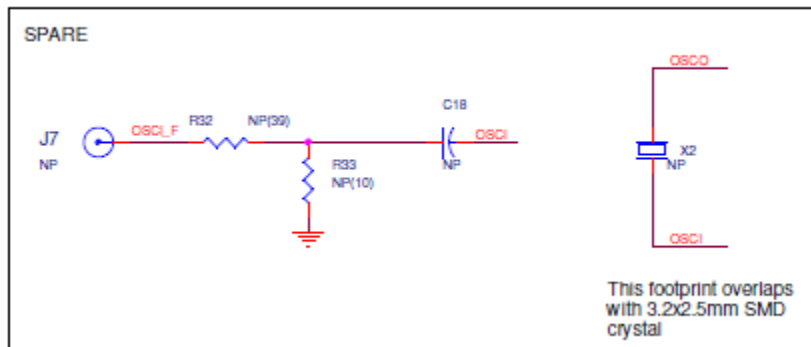 SPARE
C18
R32
NP(39)
J7
OSCI_F
OSCI
NP
NP
R33
NP(10)
OSCO
X2
NP
OSCI
This footprint overlaps
with 3.2x2.5mm SMD
crystal